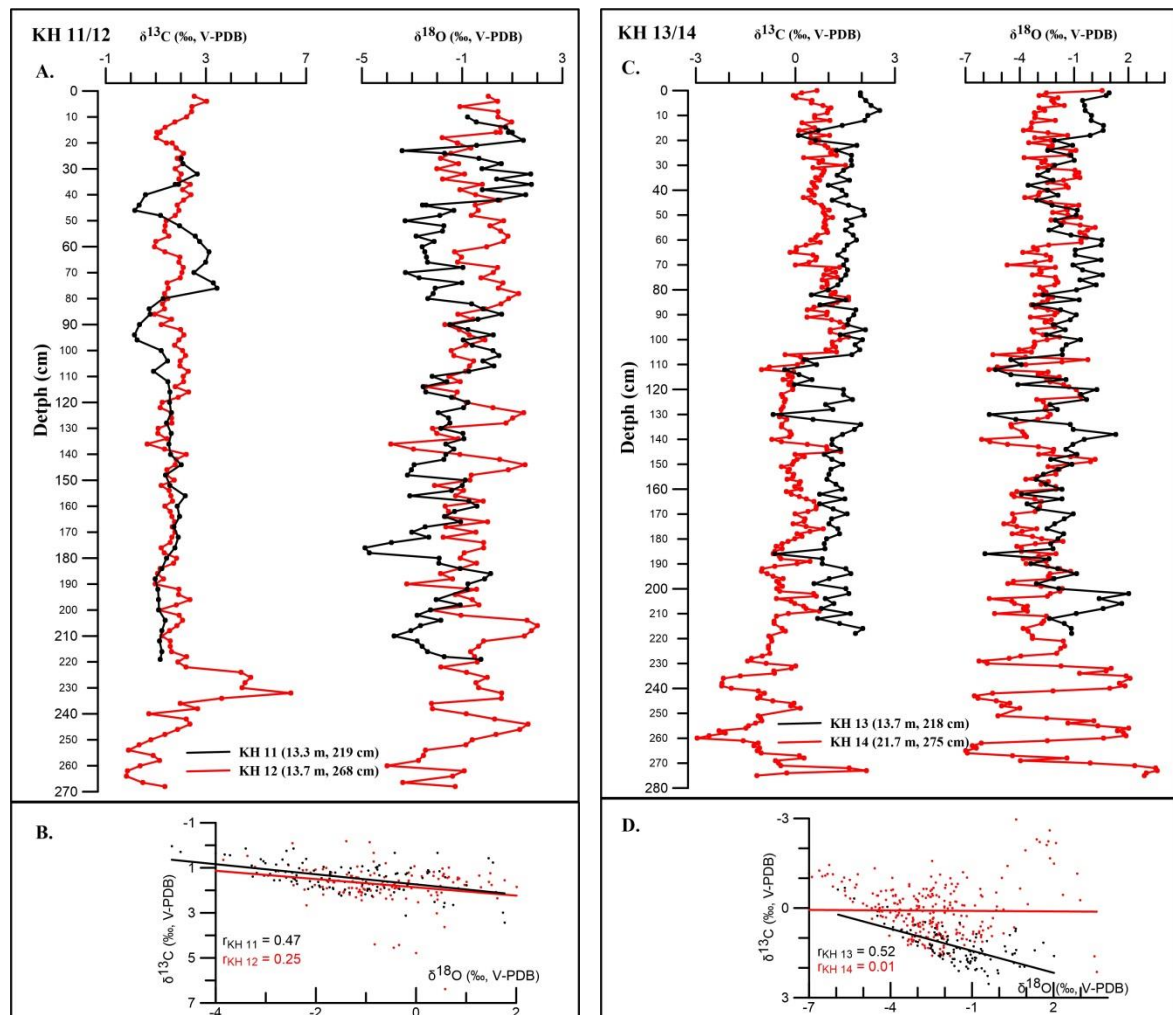 KH 11/12
δ13C (‰, V-PDB)
δ18O (‰, V-PDB)
-1 3 7
-5 -1 3
A.
Detph (cm)
0
10
20
30
40
50
60
70
80
90
100
110
120
130
140
150
160
170
180
190
200
210
220
230
240
250
260
270
KH 11 (13.3 m, 219 cm)
KH 12 (13.7 m, 268 cm)
B.
δ13C (‰, V-PDB)
-1
1
3
5
7
rKH 11 = 0.47
rKH 12 = 0.25
δ18O (‰, V-PDB)
-4 -2 0 2
KH 13/14
δ13C (‰, V-PDB)
δ18O (‰, V-PDB)
-3 0 3
-7 -4 -1 2
C.
Detph (cm)
0
10
20
30
40
50
60
70
80
90
100
110
120
130
140
150
160
170
180
190
200
210
220
230
240
250
260
270
280
KH 13 (13.7 m, 218 cm)
KH 14 (21.7 m, 275 cm)
D.
δ13C (‰, V-PDB)
-3
0
3
rKH 13 = 0.52
rKH 14 = 0.01
δ18O (‰, V-PDB)
-7 -4 -1 2